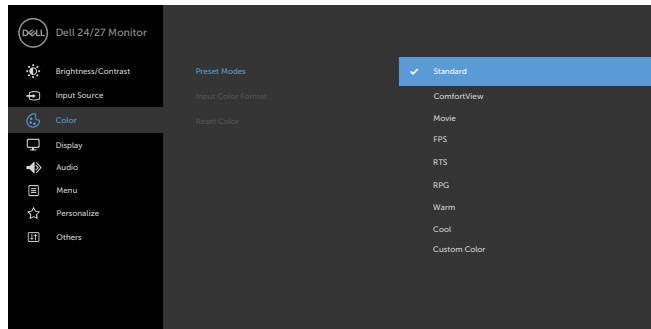 DELL Dell 24/27 Monitor
Brightness/Contrast Preset Modes Standard
Input Source Input Color Format ComfortView
Color Reset Color Movie
Display FPS
Audio RTS
Menu RPG
Personalize Warm
Others Cool
Custom Color